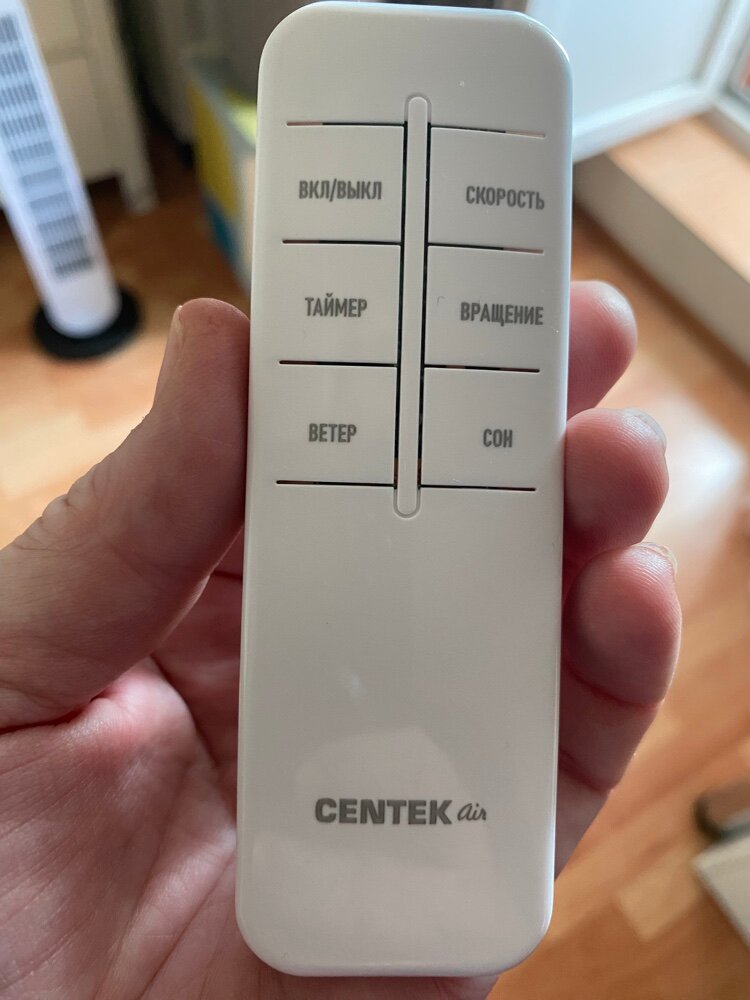 ВКЛ/ВЫКЛ СКОРОСТЬ
ТАЙМЕР ВРАЩЕНИЕ
ВЕТЕР СОН
CENTEK air